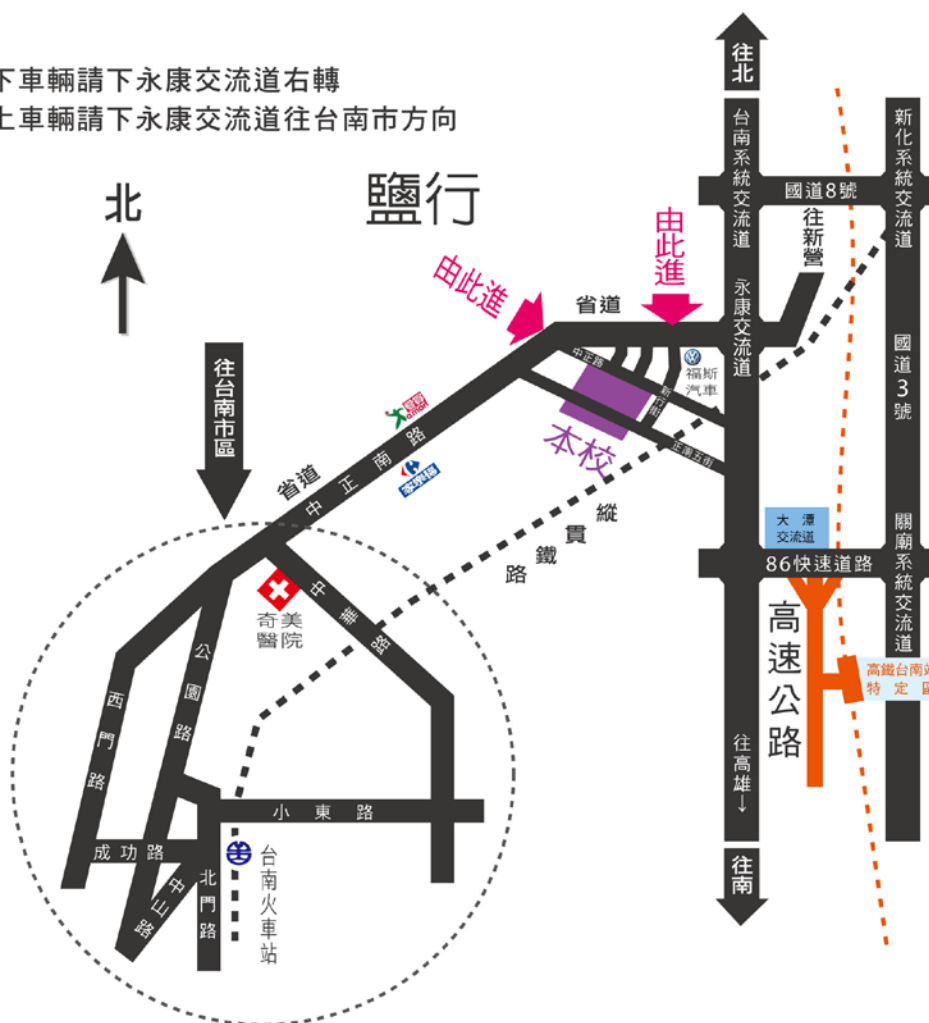 下車輛請下永康交流道右轉
上車輛請下永康交流道往台南市方向
北
鹽行
由此進
由此進
往北
台南系統交流道
新化系統交流道
國道8號
往新營
省道
永康交流道
國道3號
中正路
福斯
汽車
新行街
正南五街
本校
往台南市區
愛買
a.mart
省道
中正南路
家樂福
縱貫鐵路
大潭
交流道
86快速道路
關廟系統交流道
高速公路
高鐵台南站
特定區
奇美
醫院
中華路
公園路
西門路
小東路
成功路
中山路
北門路
台南火車站
往高雄↓
往南